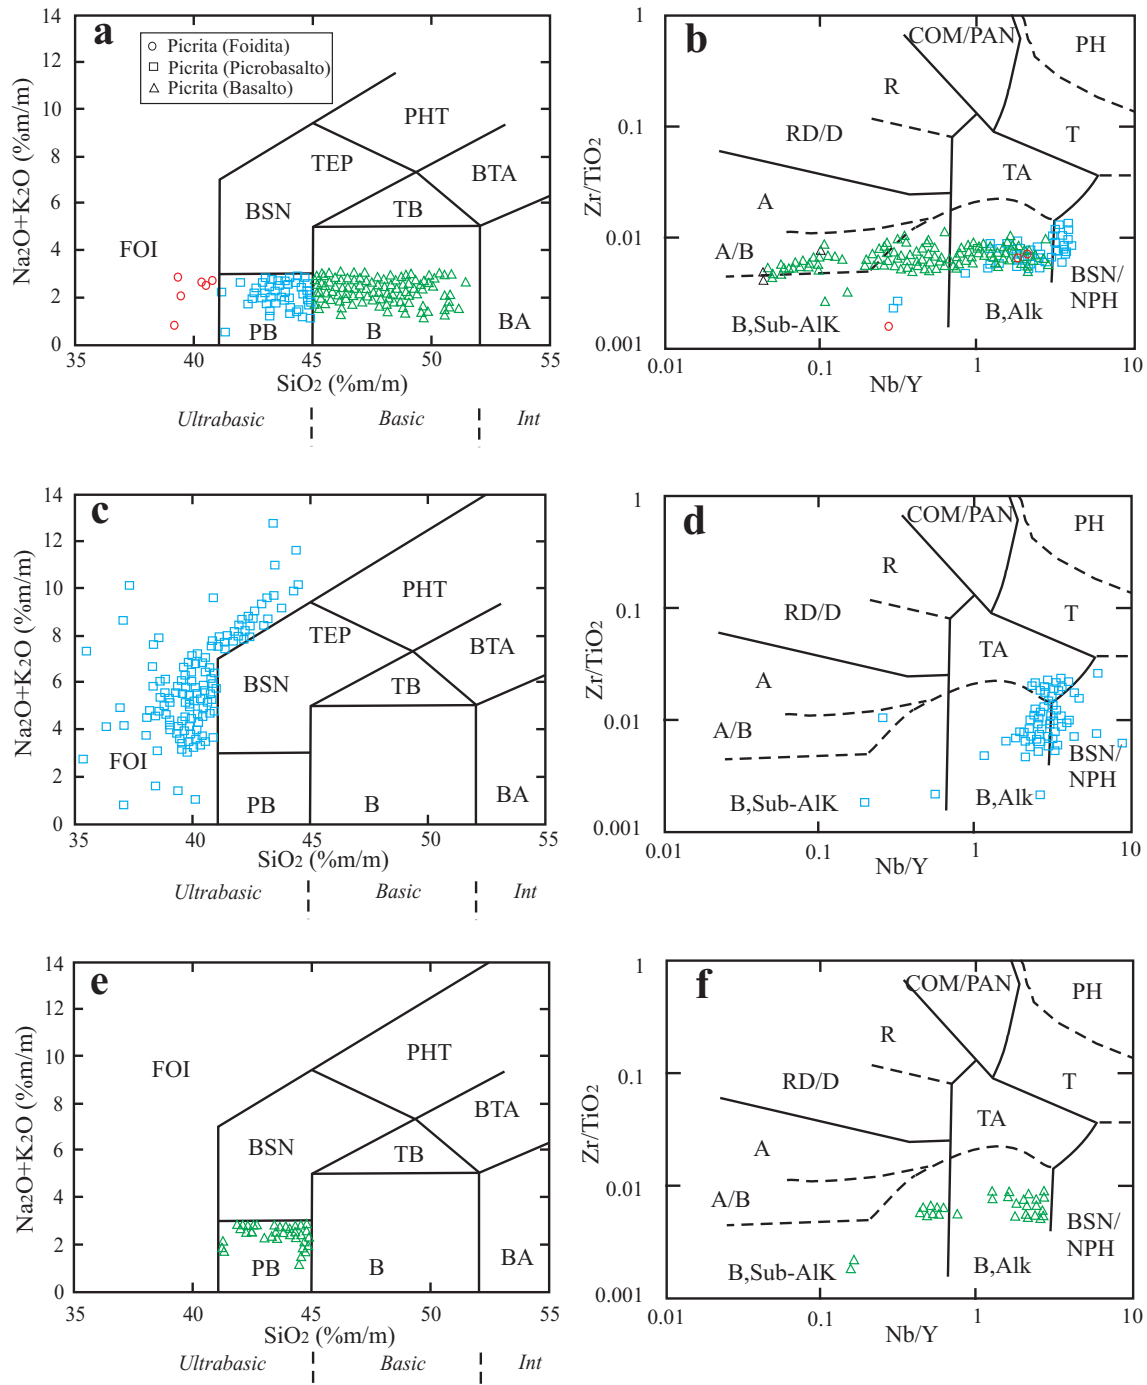 a
Picrita (Foidita)
Picrita (Picrobasalto)
Picrita (Basalto)
14
12
10
8
6
4
2
0
Na2O+K2O (%m/m)
PHT
TEP
BTA
BSN
TB
FOI
PB
B
BA
35
40
45
50
55
SiO2 (%m/m)
Ultrabasic
Basic
Int
b
1
0.1
0.01
0.001
Zr/TiO2
COM/PAN
PH
R
RD/D
T
TA
A
A/B
BSN/
NPH
B,Sub-AlK
B,Alk
0.01
0.1
1
10
Nb/Y
c
14
12
10
8
6
4
2
0
Na2O+K2O (%m/m)
PHT
TEP
BTA
BSN
TB
FOI
PB
B
BA
35
40
45
50
55
SiO2 (%m/m)
Ultrabasic
Basic
Int
d
1
0.1
0.01
0.001
Zr/TiO2
COM/PAN
PH
R
RD/D
T
TA
A
A/B
BSN/
NPH
B,Sub-AlK
B,Alk
0.01
0.1
1
10
Nb/Y
e
14
12
10
8
6
4
2
0
Na2O+K2O (%m/m)
FOI
PHT
BTA
BSN
TB
PB
B
BA
35
40
45
50
55
SiO2 (%m/m)
Ultrabasic
Basic
Int
f
1
0.1
0.01
0.001
Zr/TiO2
COM/PAN
PH
R
RD/D
T
TA
A
A/B
BSN/
NPH
B,Sub-AlK
B,Alk
0.01
0.1
1
10
Nb/Y